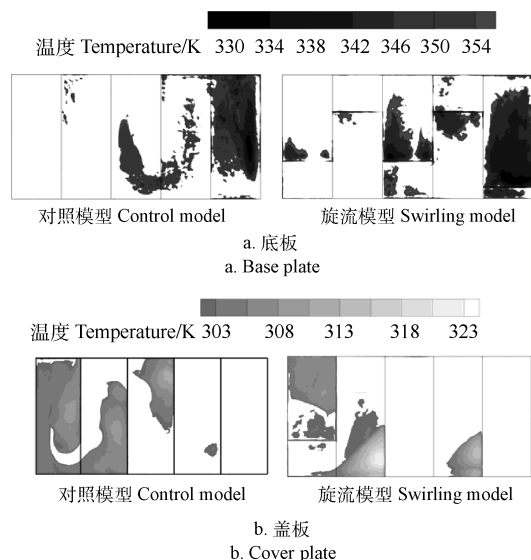 温度 Temperature/K 330 334 338 342 346 350 354
对照模型 Control model 旋流模型 Swirling model
a. 底板
a. Base plate
温度 Temperature/K 303 308 313 318 323
对照模型 Control model 旋流模型 Swirling model
b. 盖板
b. Cover plate